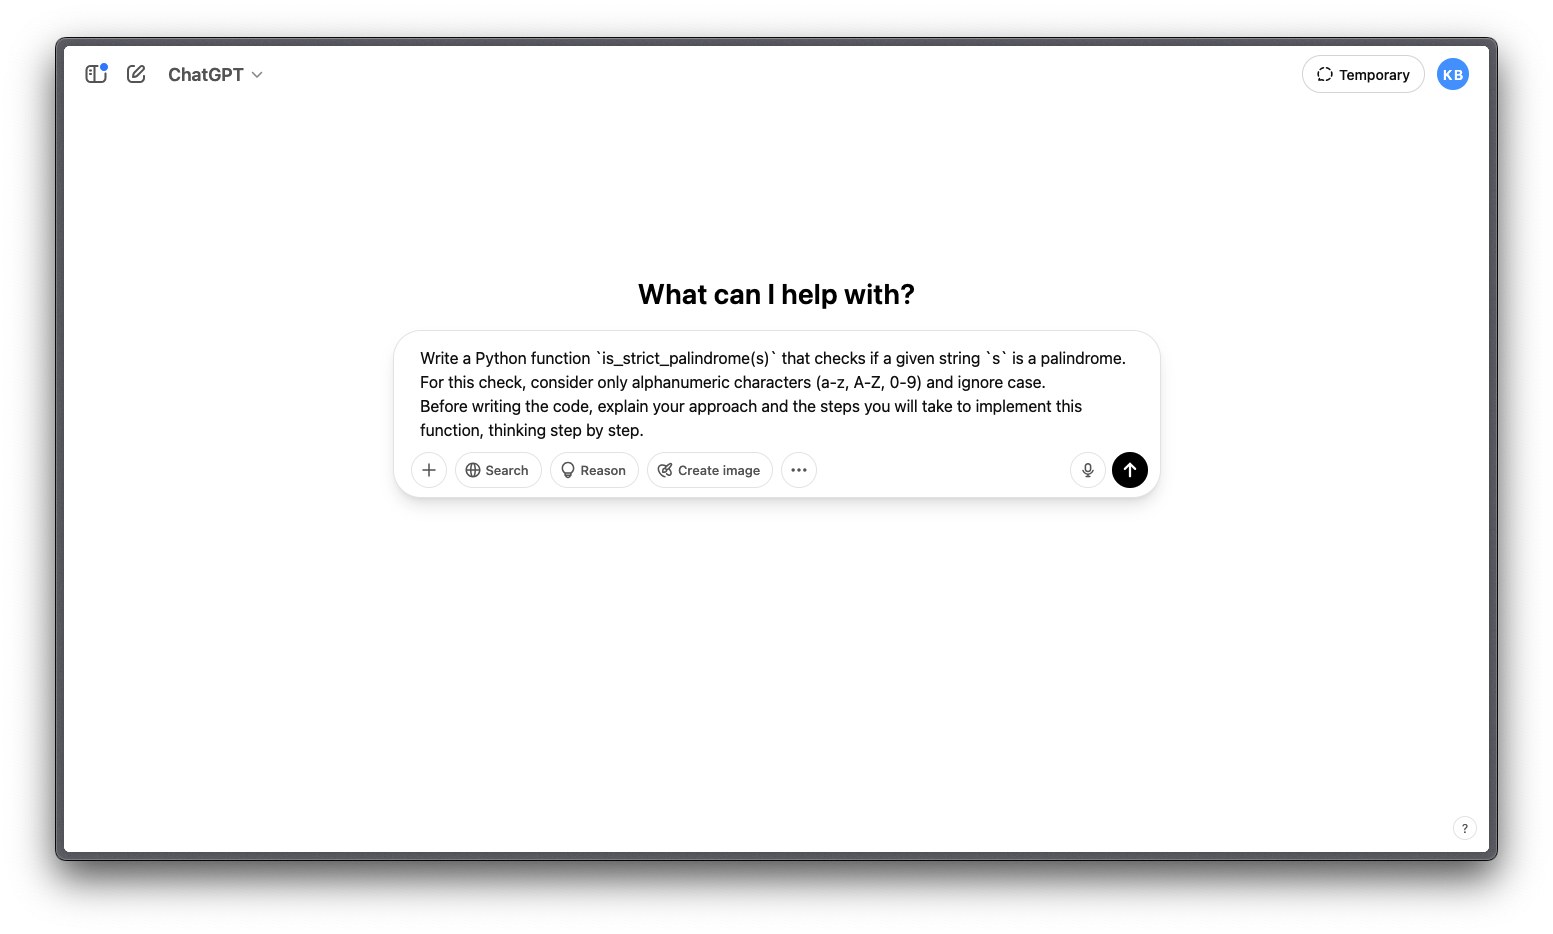 ChatGPT
Temporary
KB
What can I help with?
Write a Python function `is_strict_palindrome(s)` that checks if a given string `s` is a palindrome.
For this check, consider only alphanumeric characters (a-z, A-Z, 0-9) and ignore case.
Before writing the code, explain your approach and the steps you will take to implement this
function, thinking step by step.
Search
Reason
Create image
?